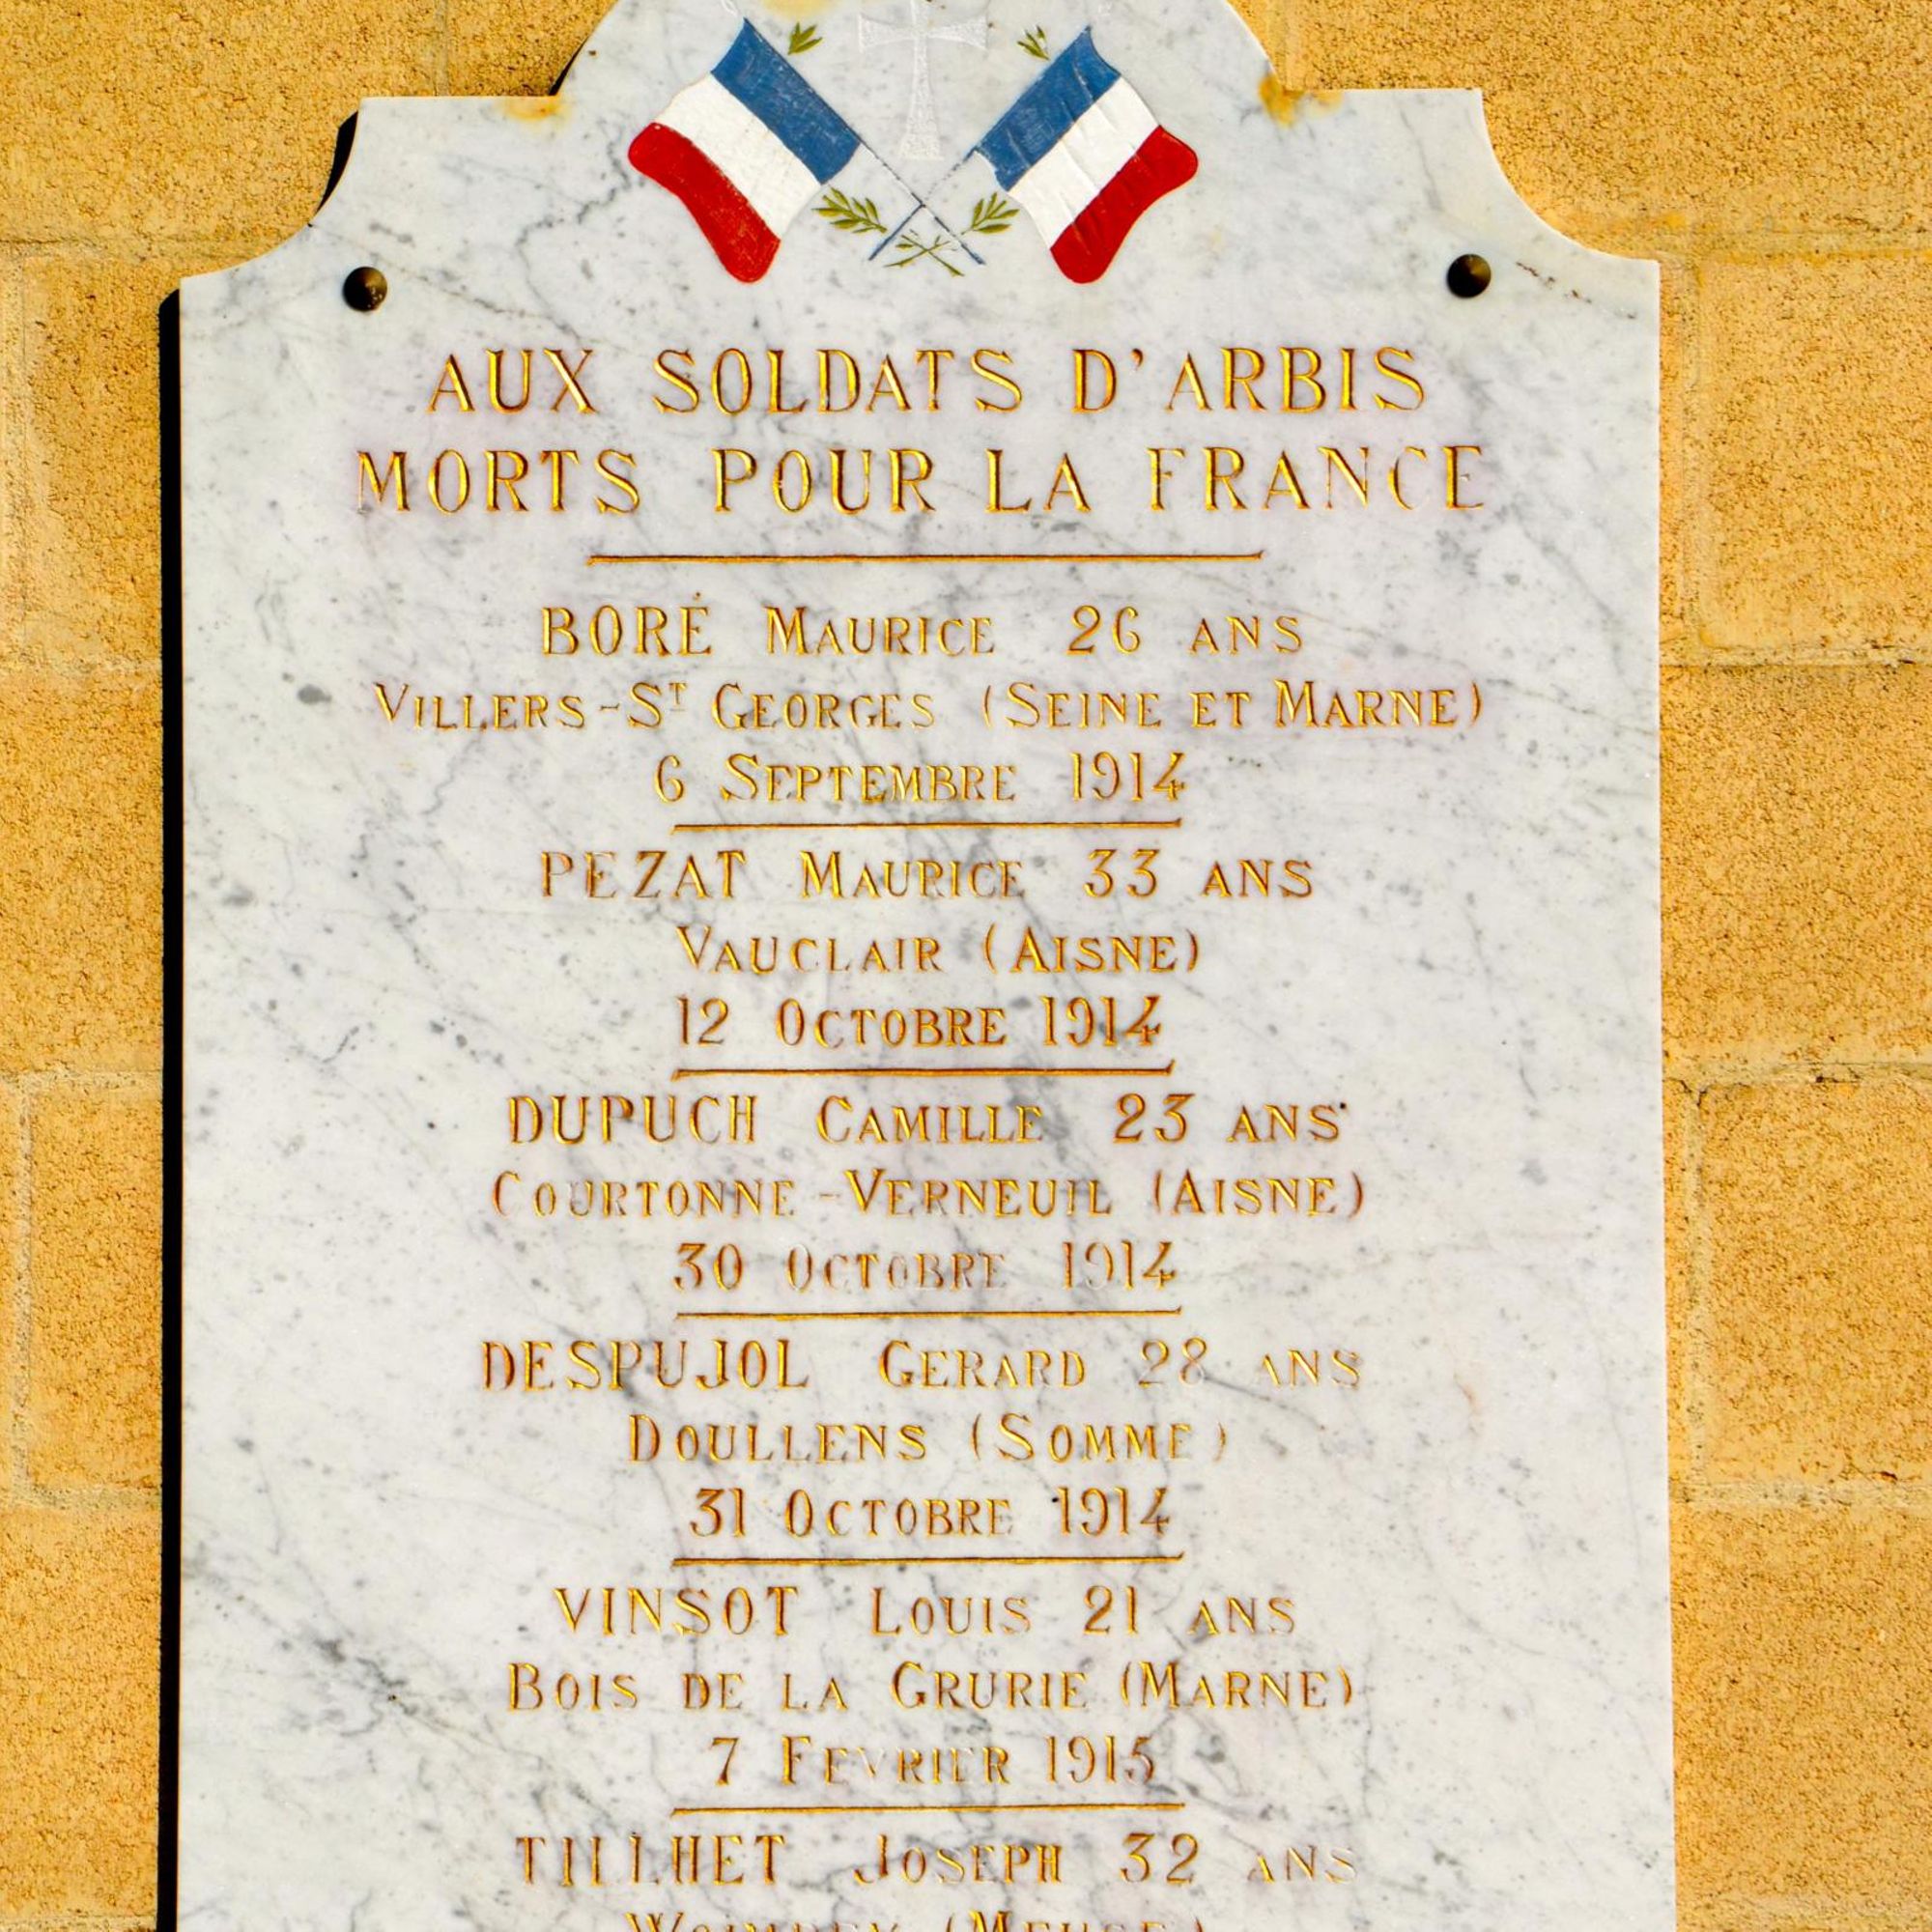 AUX SOLDATS D'ARBIS
MORTS POUR LA FRANCE
BORÉ MAURICE 26 ANS
VILLERS-ST GEORGES (SEINE ET MARNE)
6 SEPTEMBRE 1914
PEZAT MAURICE 33 ANS
VAUCLAIR (AISNE)
12 OCTOBRE 1914
DUPUCH CAMILLE 23 ANS
COURTONNE-VERNEUIL (AISNE)
30 OCTOBRE 1914
DESPUJOL GERARD 28 ANS
DOULLENS (SOMME)
31 OCTOBRE 1914
VINSOT LOUIS 21 ANS
BOIS DE LA GRURIE (MARNE)
7 FEVRIER 1915
TILLHET JOSEPH 32 ANS
(MEUSE)